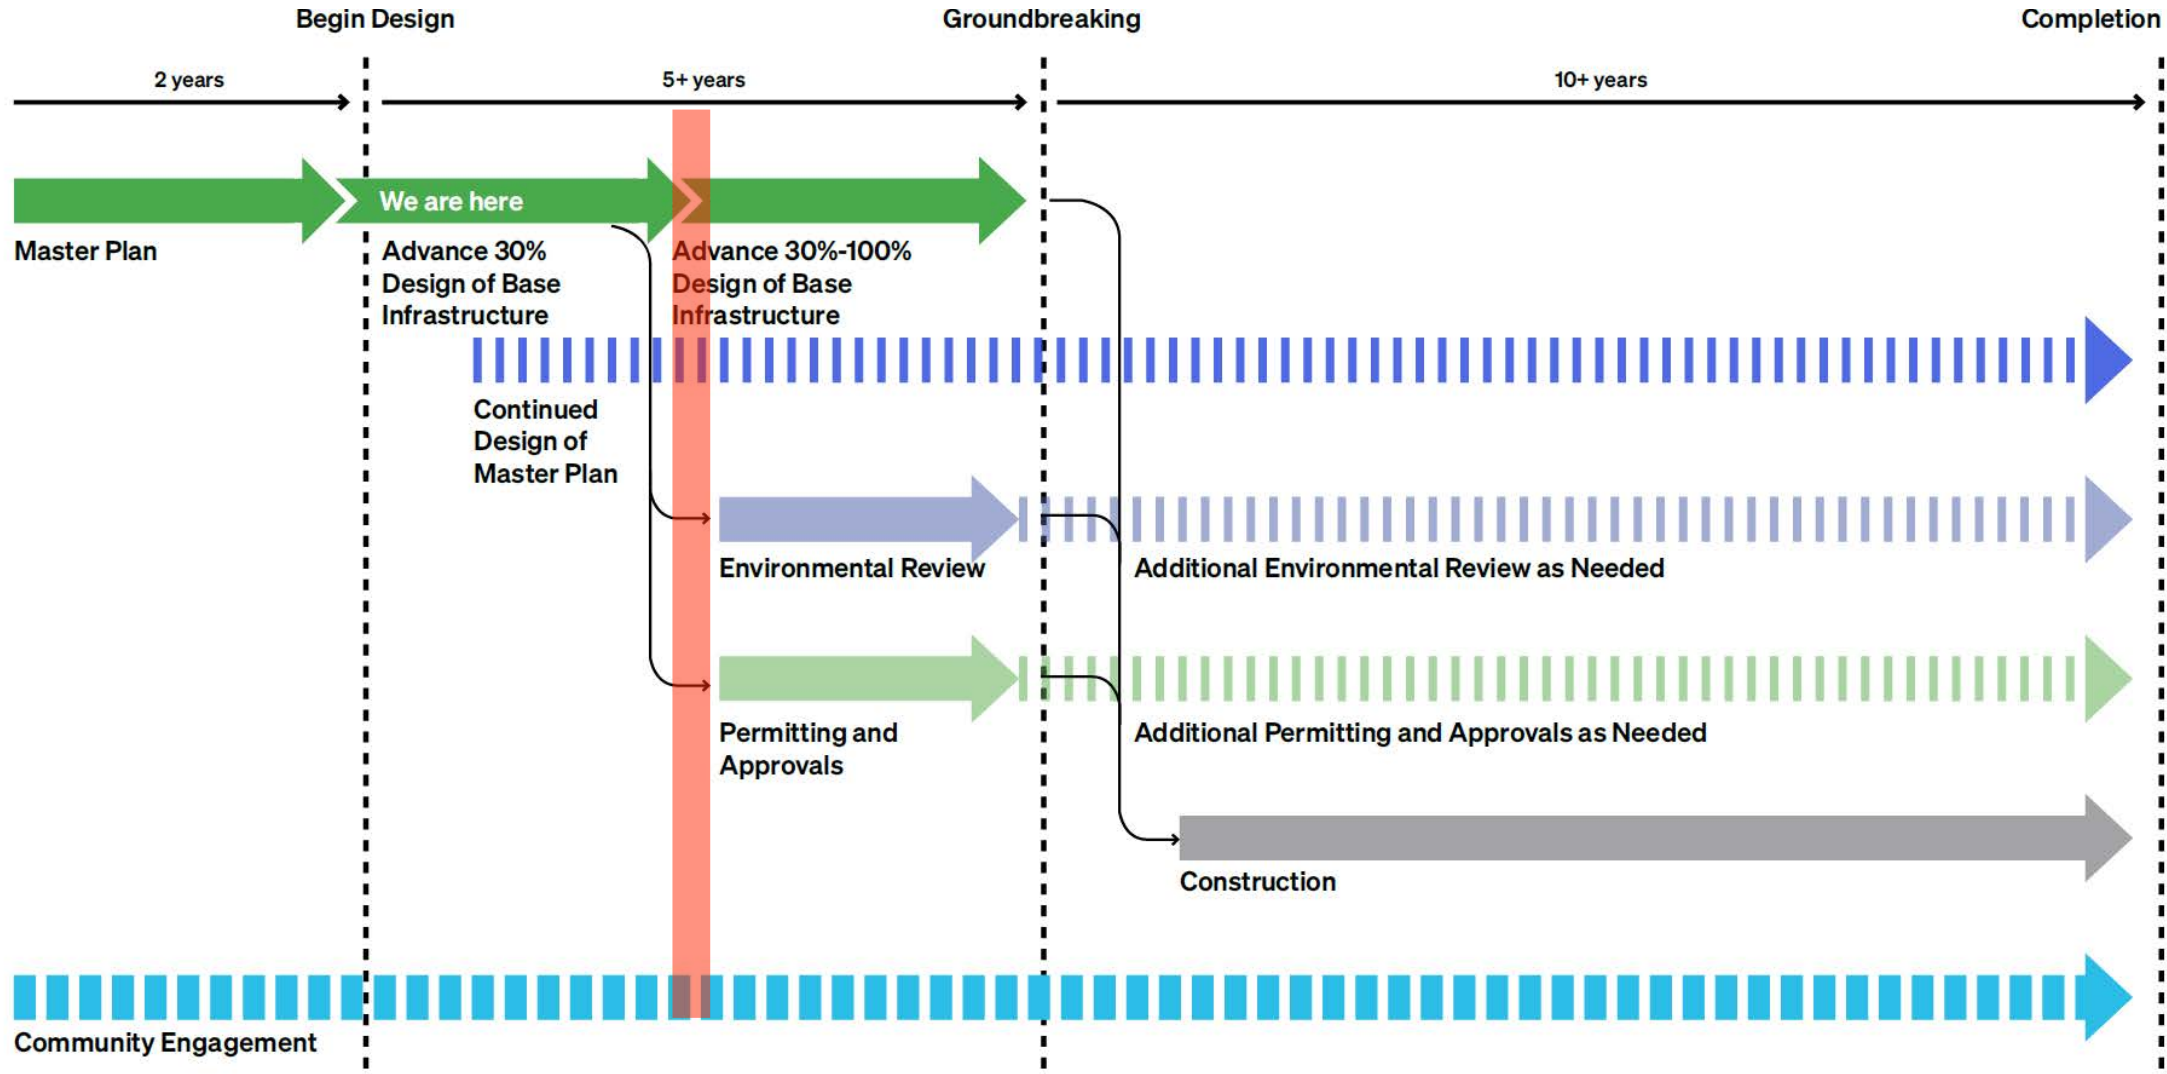 Begin Design
Groundbreaking
Completion
2 years
5+ years
10+ years
We are here
Master Plan
Advance 30%
Design of Base
Infrastructure
Advance 30%-100%
Design of Base
Infrastructure
Continued
Design of
Master Plan
Environmental Review
Additional Environmental Review as Needed
Permitting and
Approvals
Additional Permitting and Approvals as Needed
Construction
Community Engagement